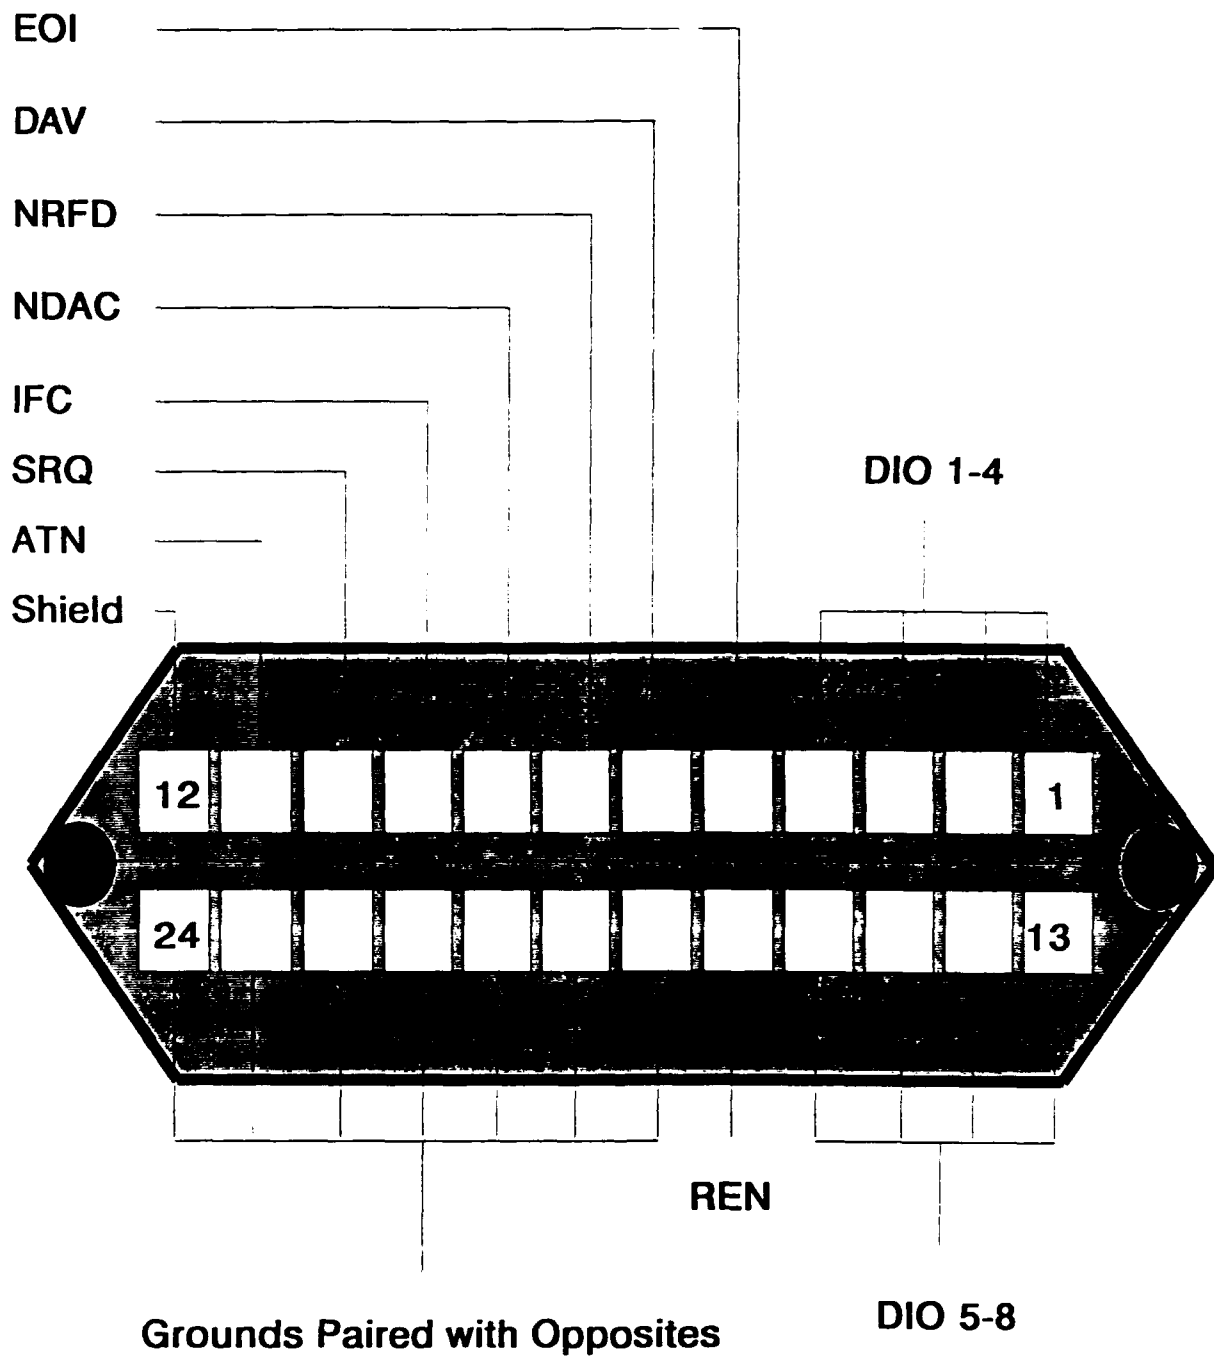 EOI
DAV
NRFD
NDAC
IFC
SRQ
DIO 1-4
ATN
Shield
12
1
24
13
REN
DIO 5-8
Grounds Paired with Opposites